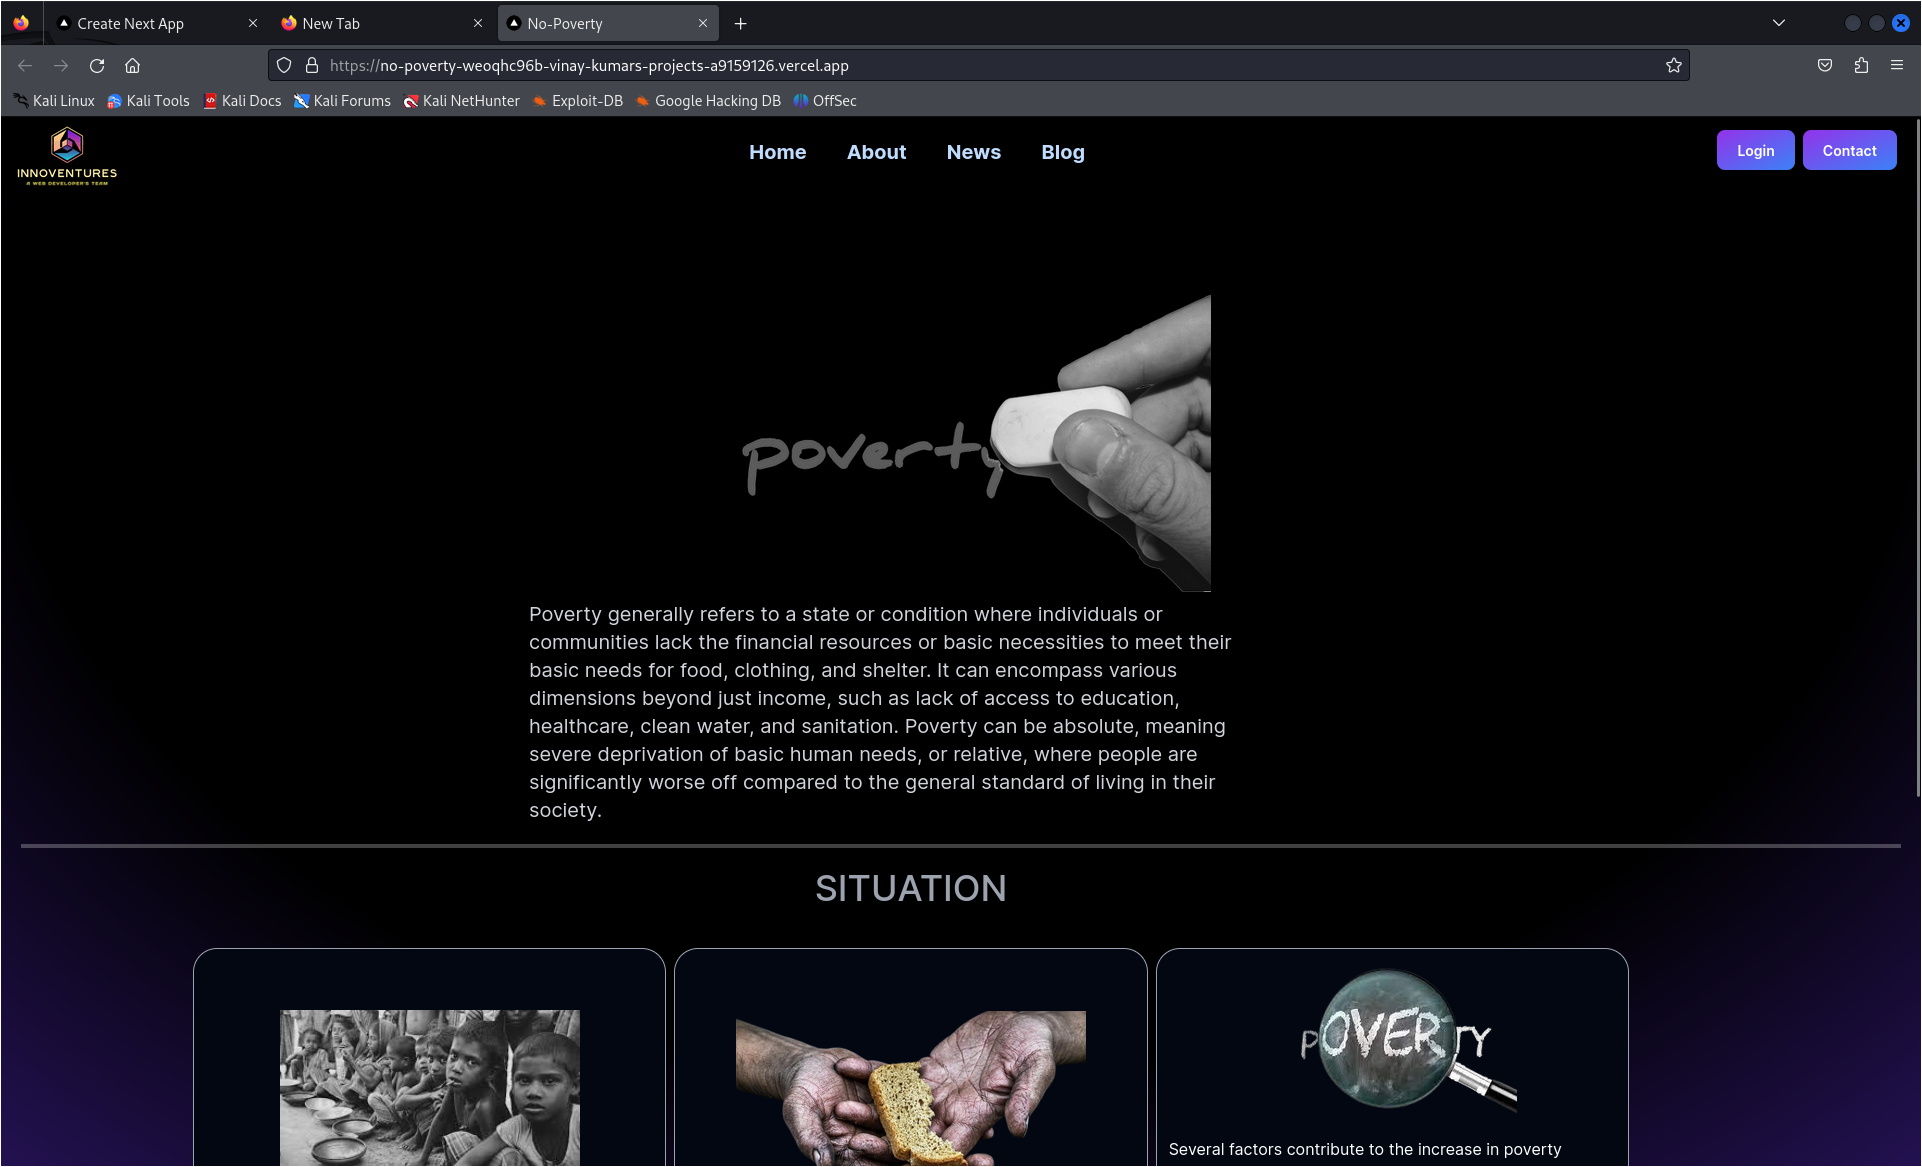 Create Next App
New Tab
No-Poverty
https://no-poverty-weoqhc96b-vinay-kumars-projects-a9159126.vercel.app
Kali Linux
Kali Tools
Kali Docs
Kali Forums
Kali NetHunter
Exploit-DB
Google Hacking DB
OffSec
INNOVENTURES
A WEB DEVELOPER'S TEAM
Home
About
News
Blog
Login
Contact
poverty
Poverty generally refers to a state or condition where individuals or
communities lack the financial resources or basic necessities to meet their
basic needs for food, clothing, and shelter. It can encompass various
dimensions beyond just income, such as lack of access to education,
healthcare, clean water, and sanitation. Poverty can be absolute, meaning
severe deprivation of basic human needs, or relative, where people are
significantly worse off compared to the general standard of living in their
society.
SITUATION
POVERTY
Several factors contribute to the increase in poverty